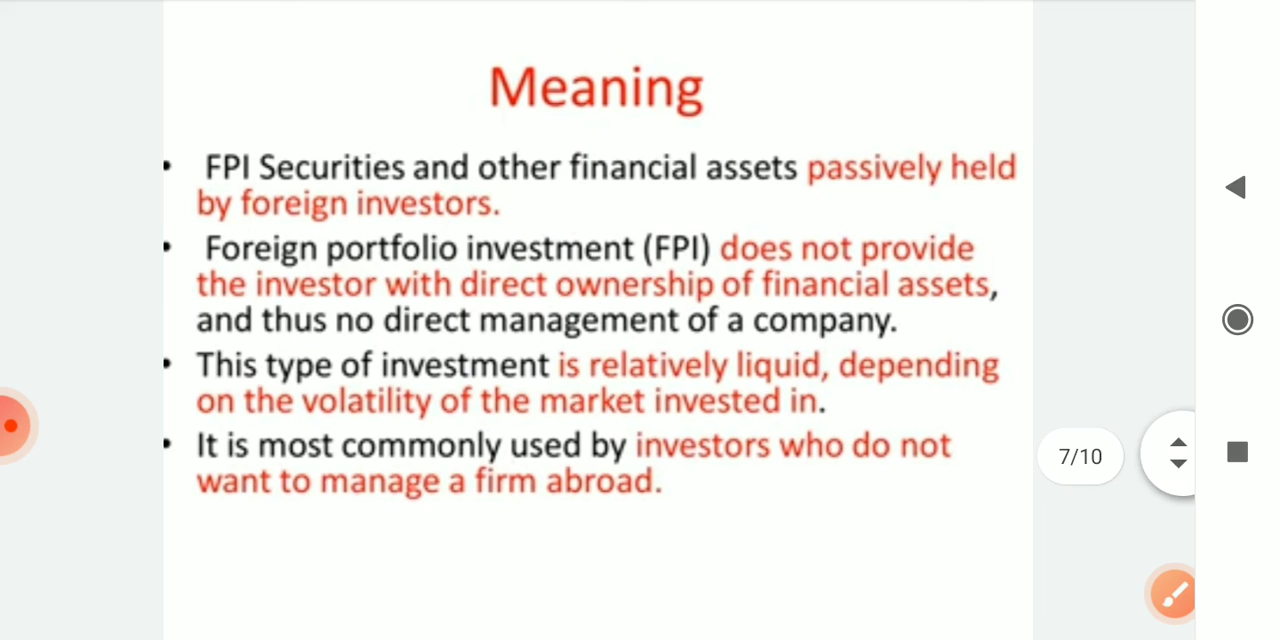 Meaning
• FPI Securities and other financial assets passively held
by foreign investors.
• Foreign portfolio investment (FPI) does not provide
the investor with direct ownership of financial assets,
and thus no direct management of a company.
• This type of investment is relatively liquid, depending
on the volatility of the market invested in.
• It is most commonly used by investors who do not
want to manage a firm abroad.
7/10